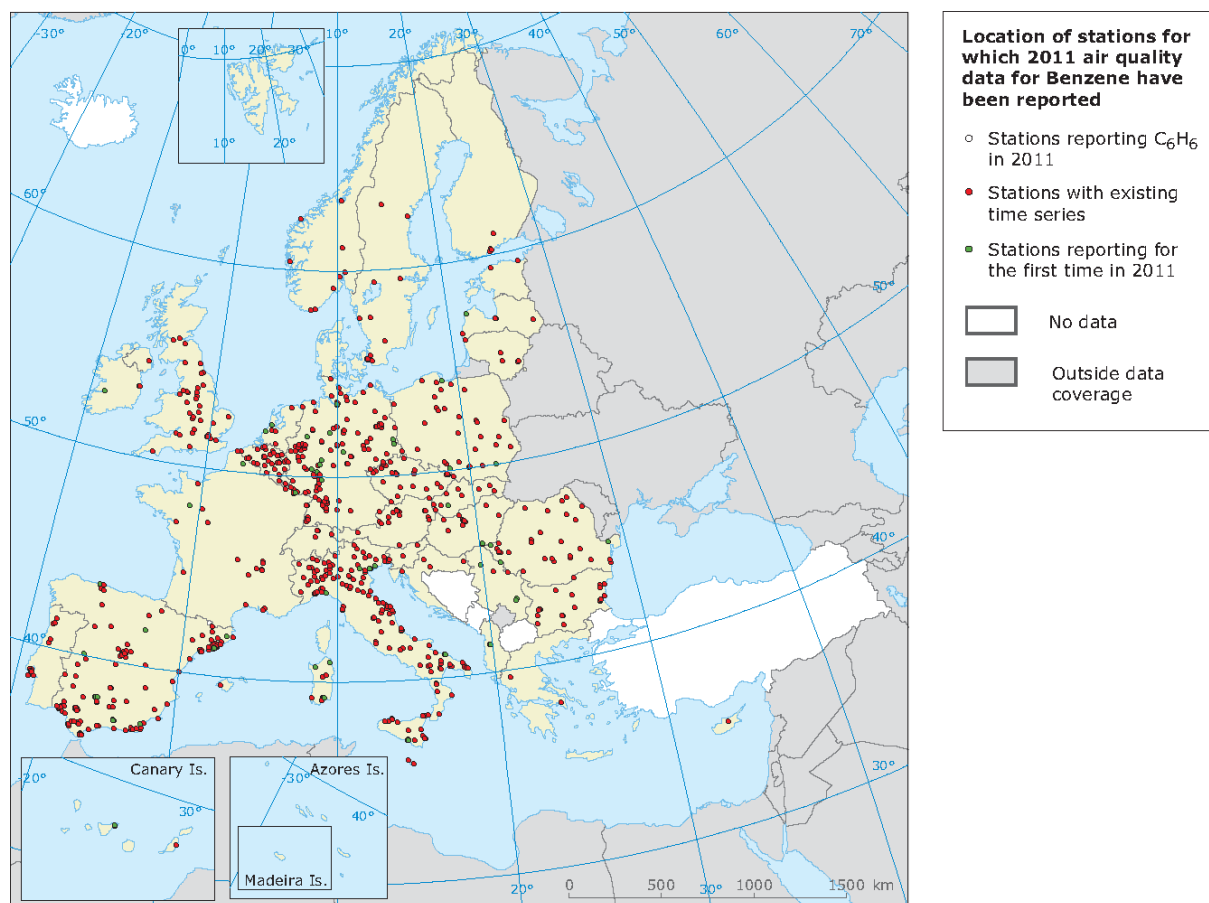 -30°
-20°
-10°
0°
10°
20°
30°
40°
50°
60°
70°
0°
10°
20°
30°
10°
20°
60°
50°
50°
40°
40°
Canary Is.
-20°
30°
Azores Is.
-30°
40°
Madeira Is.
30°
0
500
1000
1500 km
20°
30°
Location of stations for
which 2011 air quality
data for Benzene have
been reported
Stations reporting C6H6
in 2011
Stations with existing
time series
Stations reporting for
the first time in 2011
No data
Outside data
coverage